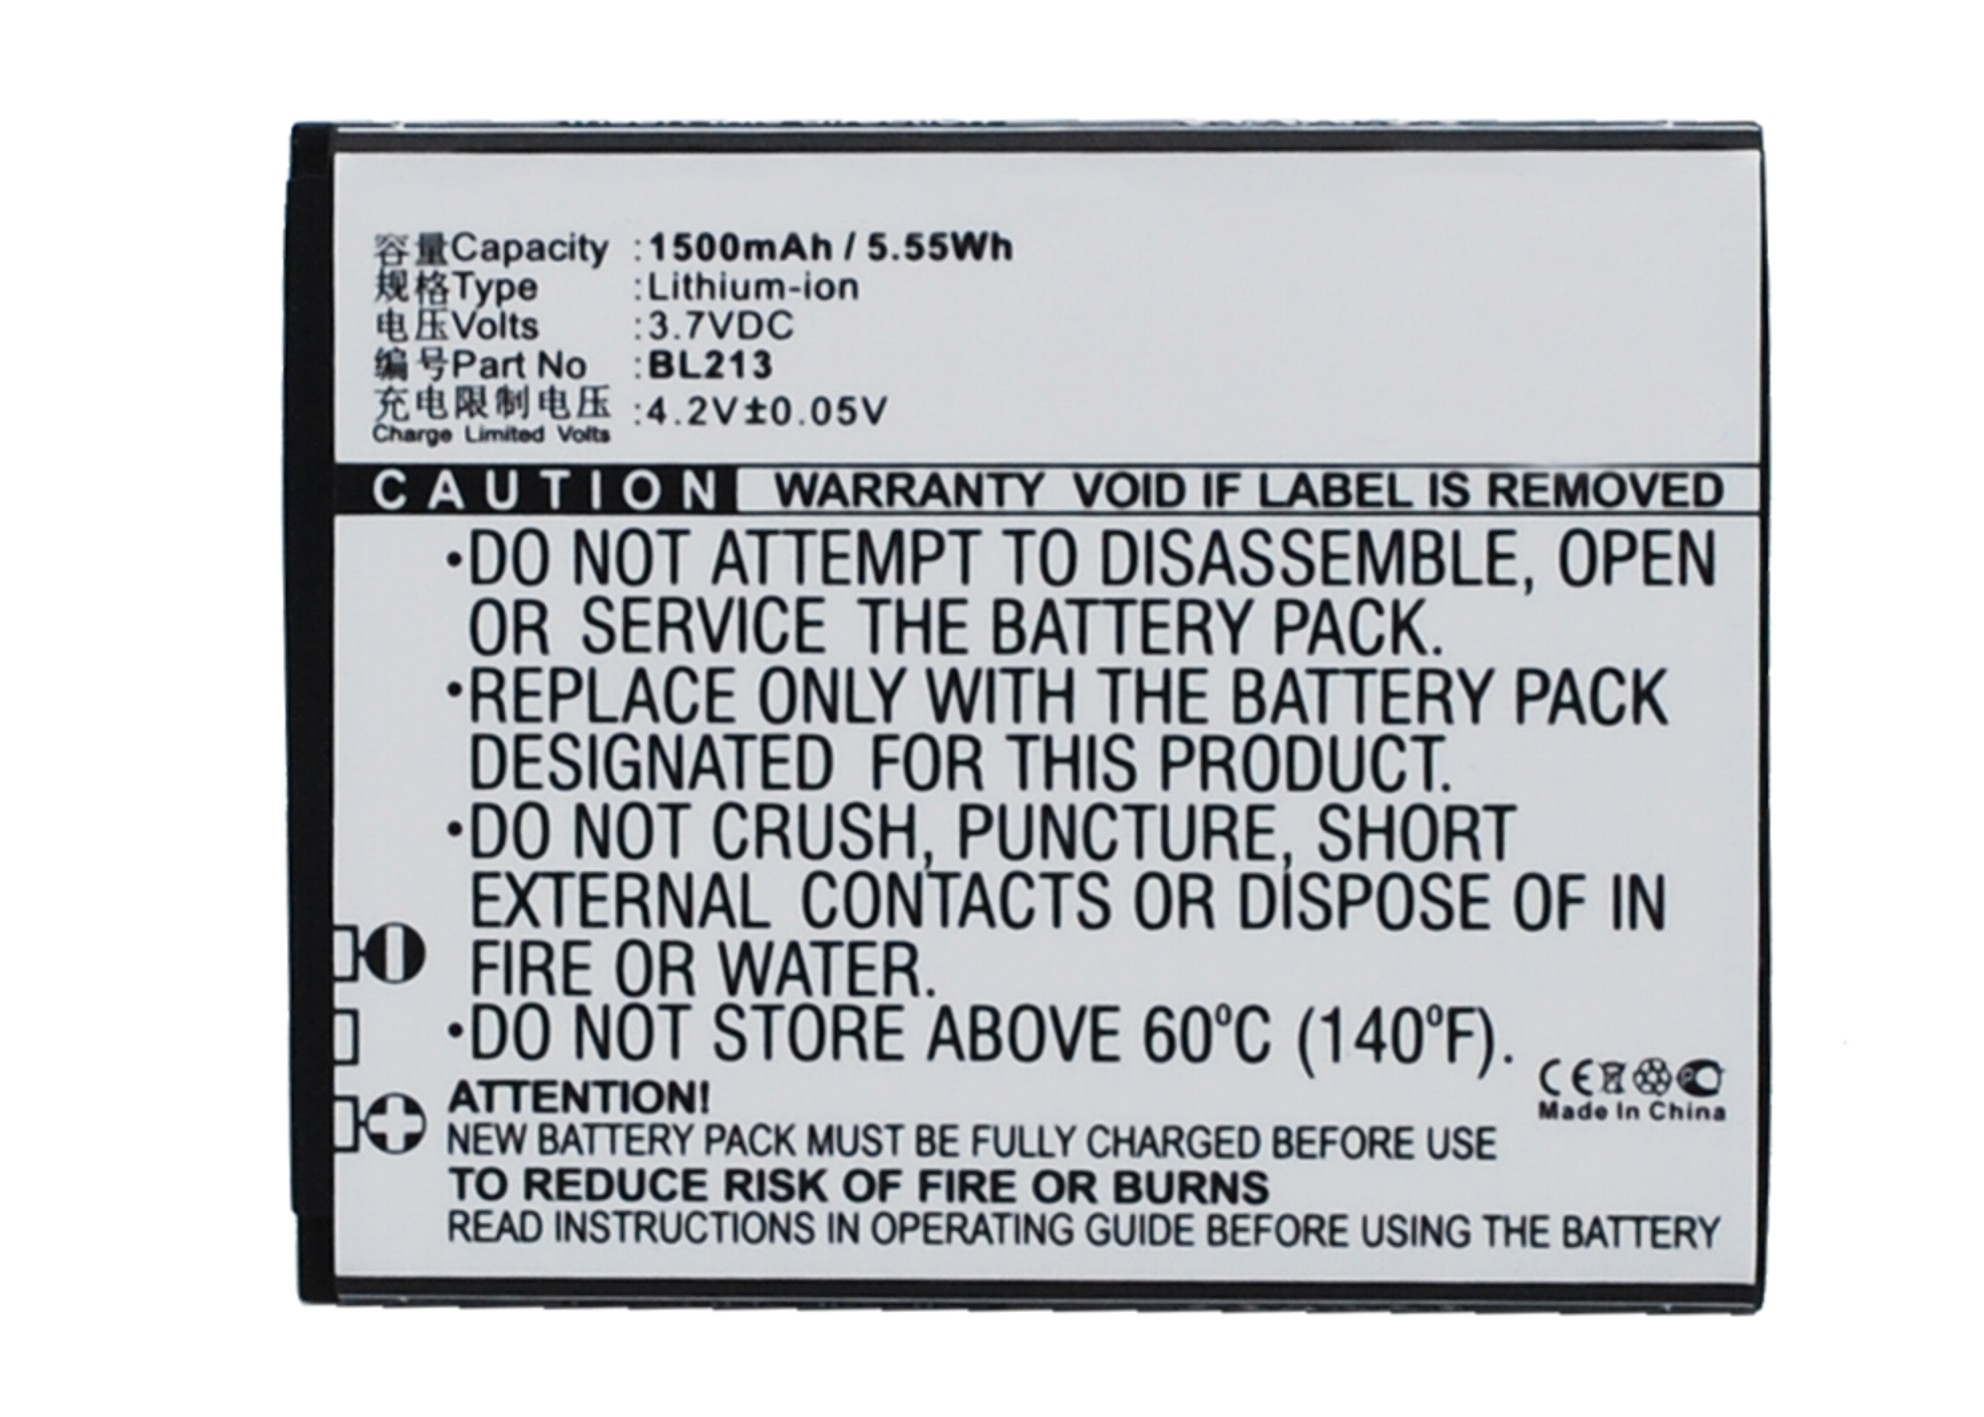 容量Capacity :1500mAh / 5.55Wh
规格Type :Lithium-ion
电压Volts :3.7VDC
编号Part No :BL213
充电限制电压 :4.2V±0.05V
Charge Limited Volts
CAUTION WARRANTY VOID IF LABEL IS REMOVED
•DO NOT ATTEMPT TO DISASSEMBLE, OPEN
OR SERVICE THE BATTERY PACK.
•REPLACE ONLY WITH THE BATTERY PACK
DESIGNATED FOR THIS PRODUCT.
•DO NOT CRUSH, PUNCTURE, SHORT
EXTERNAL CONTACTS OR DISPOSE OF IN
FIRE OR WATER.
•DO NOT STORE ABOVE 60°C (140°F).
CE
Made In China
ATTENTION!
NEW BATTERY PACK MUST BE FULLY CHARGED BEFORE USE
TO REDUCE RISK OF FIRE OR BURNS
READ INSTRUCTIONS IN OPERATING GUIDE BEFORE USING THE BATTERY